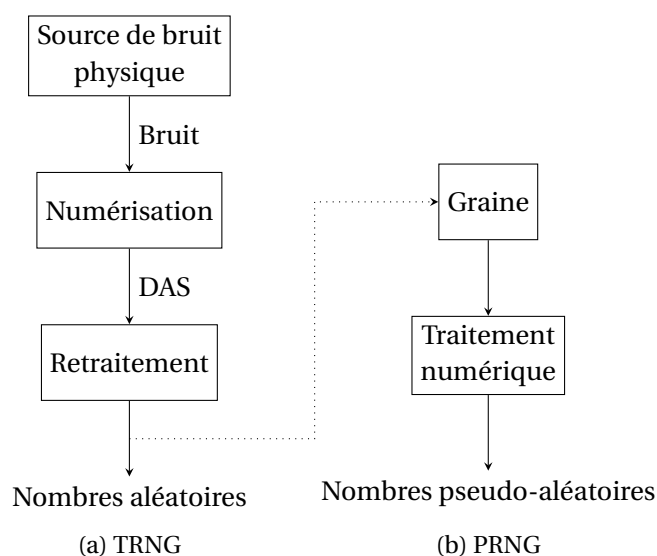 Source de bruit
physique
Bruit
Numérisation
DAS
Retraitement
Nombres aléatoires
(a) TRNG
Graine
Traitement
numérique
Nombres pseudo-aléatoires
(b) PRNG